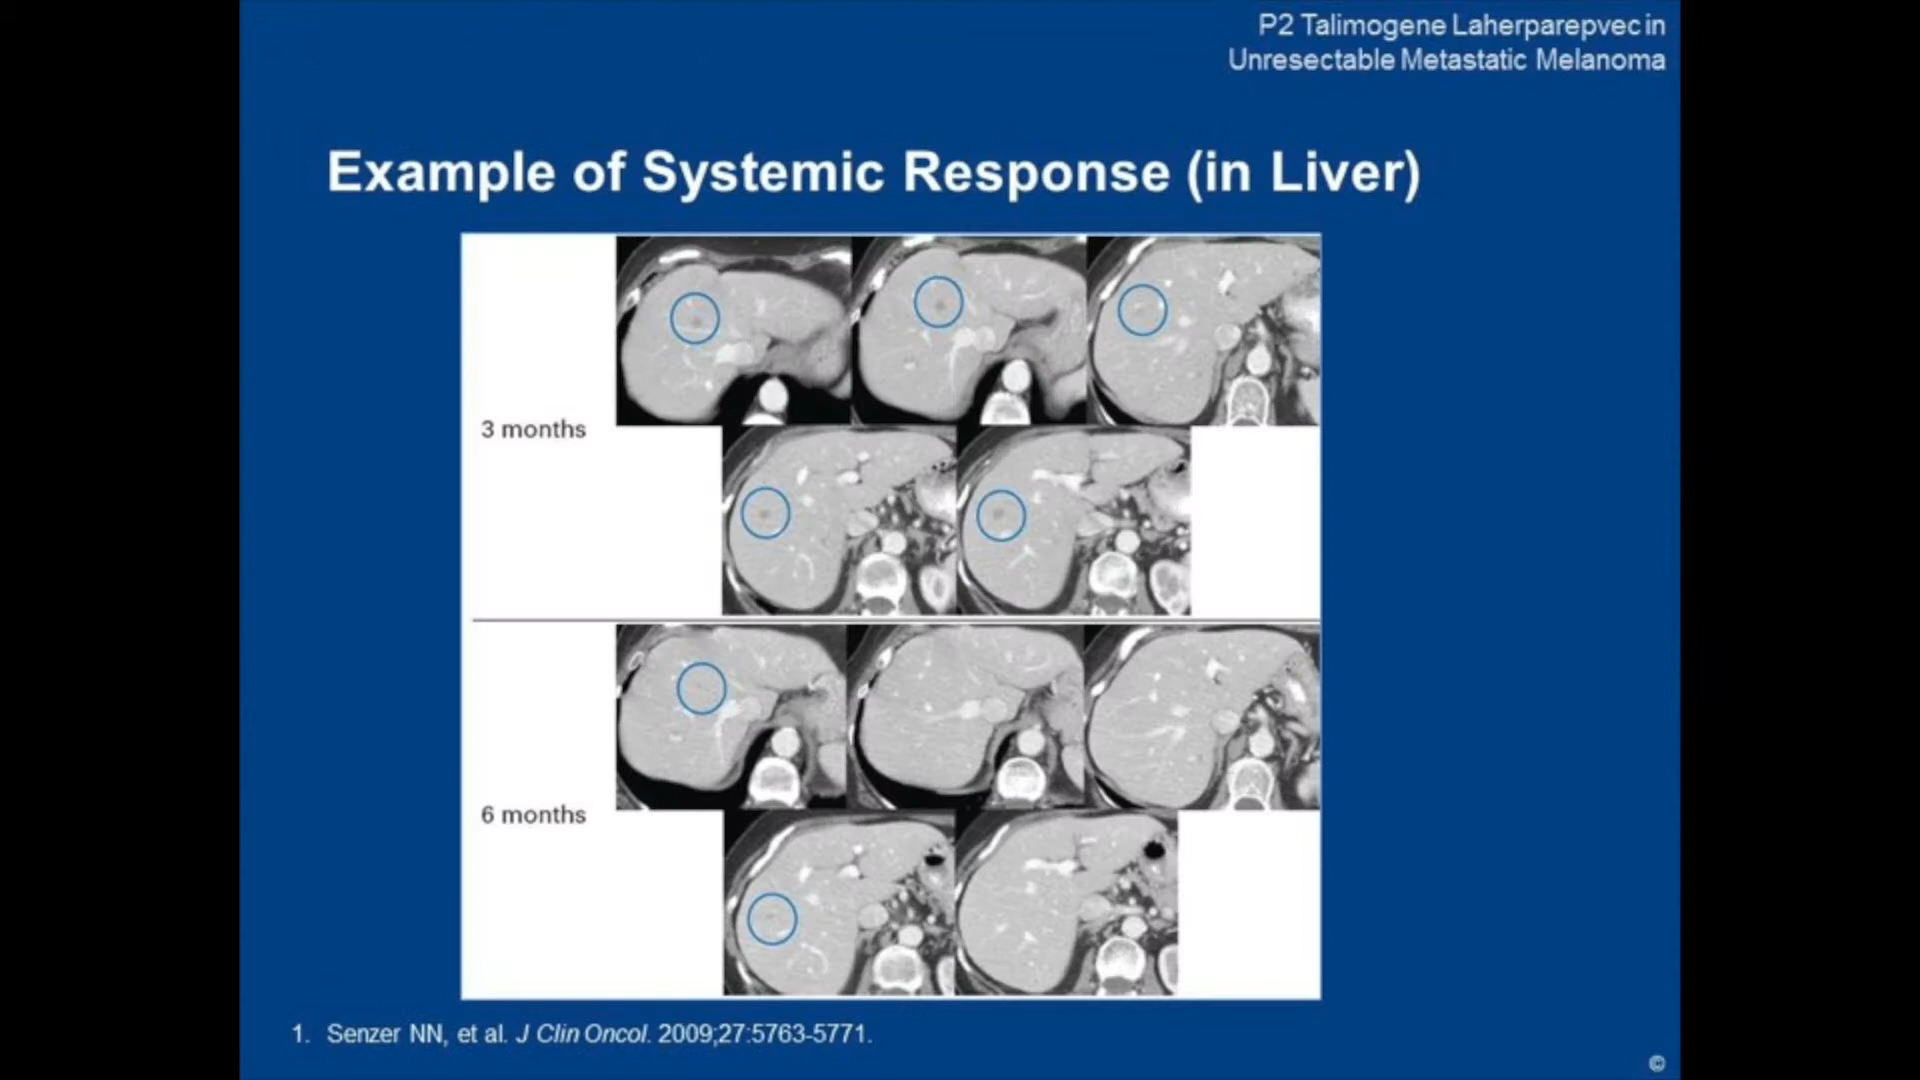 P2 Talimogene Laherparepvec in
Unresectable Metastatic Melanoma
Example of Systemic Response (in Liver)
3 months
6 months
1. Senzer NN, et al. J Clin Oncol. 2009;27:5763-5771.
©